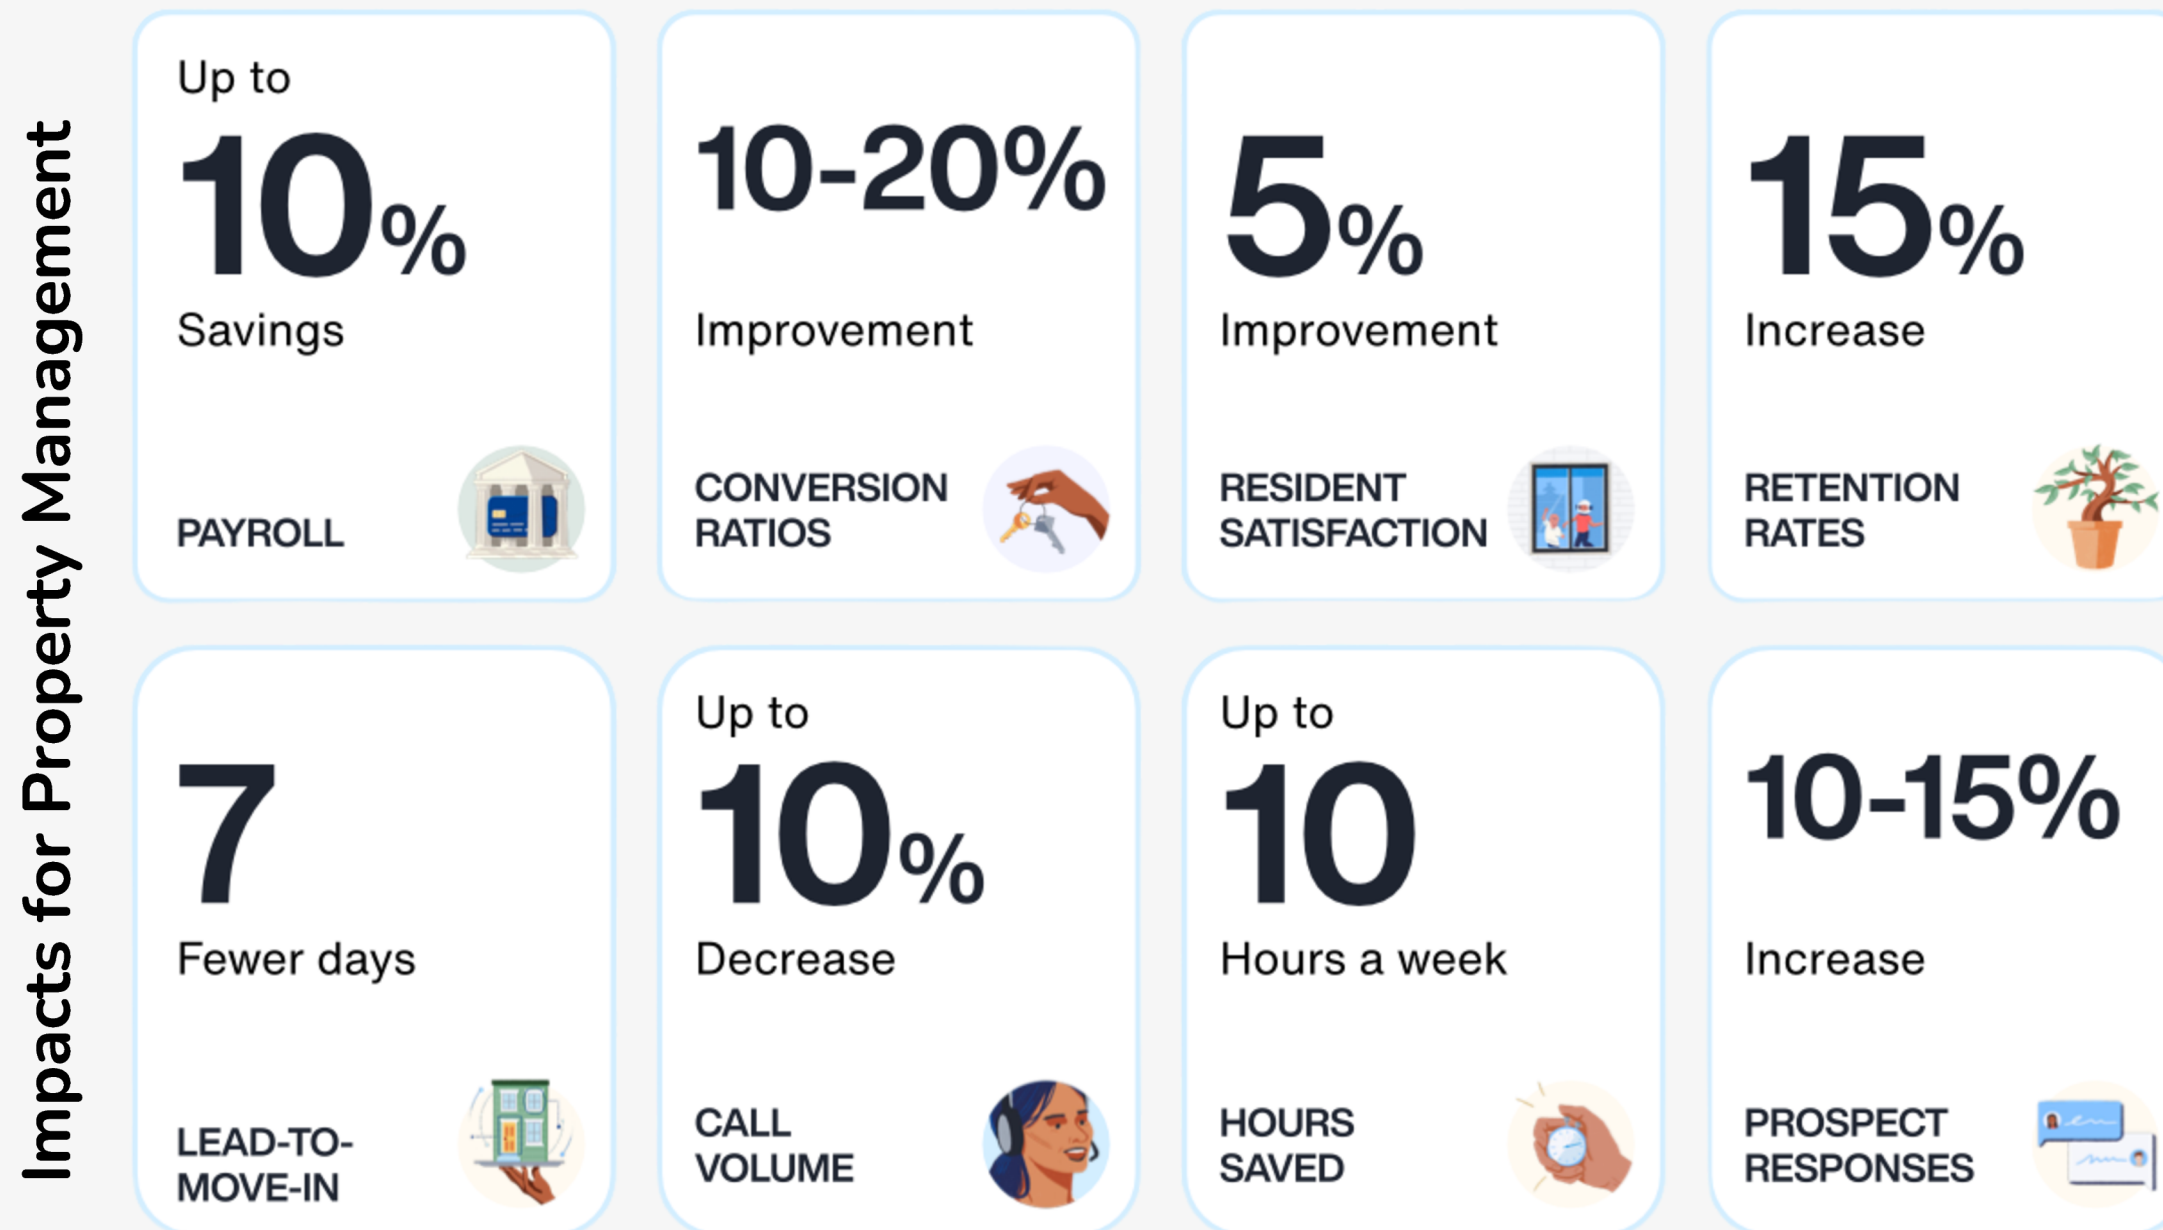 Impacts for Property Management
Up to
10%
Savings
PAYROLL
10-20%
Improvement
CONVERSION
RATIOS
5%
Improvement
RESIDENT
SATISFACTION
15%
Increase
RETENTION
RATES
7
Fewer days
LEAD-TO-
MOVE-IN
Up to
10%
Decrease
CALL
VOLUME
Up to
10
Hours a week
HOURS
SAVED
10-15%
Increase
PROSPECT
RESPONSES